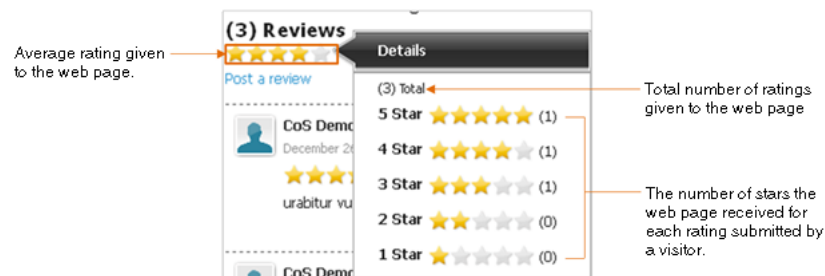 (3) Reviews
Average rating given
to the web page.
Post a review
CoS Demo
December 26
urabitur vu
CoS Demo
Details
(3) Total
5 Star (1)
4 Star (1)
3 Star (1)
2 Star (0)
1 Star (0)
Total number of ratings
given to the web page
The number of stars the
web page received for
each rating submitted by
a visitor.